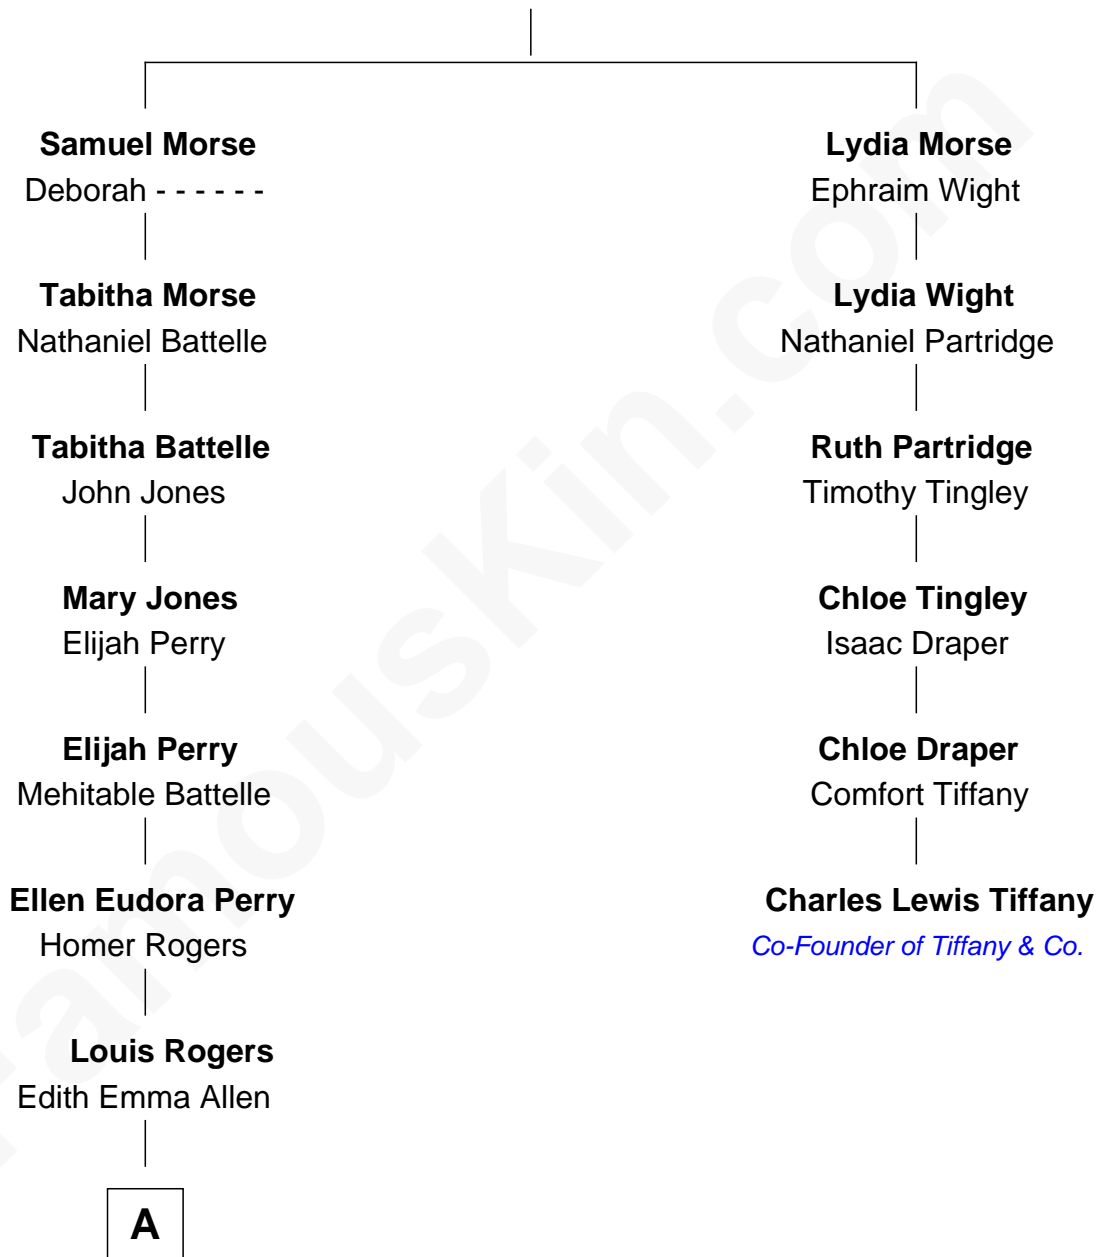 Samuel Morse
Deborah - - - - - -
Tabitha Morse
Nathaniel Battelle
Tabitha Battelle
John Jones
Mary Jones
Elijah Perry
Elijah Perry
Mehitable Battelle
Ellen Eudora Perry
Homer Rogers
Louis Rogers
Edith Emma Allen
A
Lydia Morse
Ephraim Wight
Lydia Wight
Nathaniel Partridge
Ruth Partridge
Timothy Tingley
Chloe Tingley
Isaac Draper
Chloe Draper
Comfort Tiffany
Charles Lewis Tiffany
Co-Founder of Tiffany & Co.
FamousKin.com